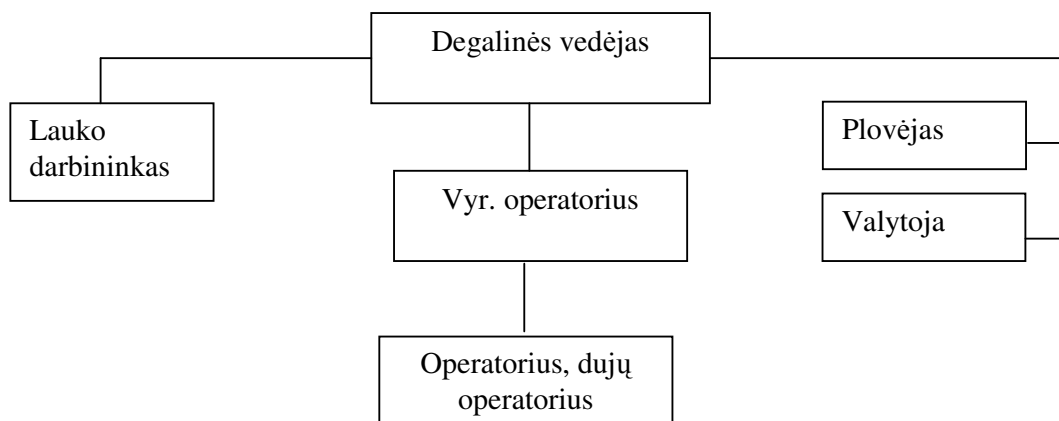 Degalinės vedėjas
Lauko
darbininkas
Plovėjas
Vyr. operatorius
Valytoja
Operatorius, dujų
operatorius